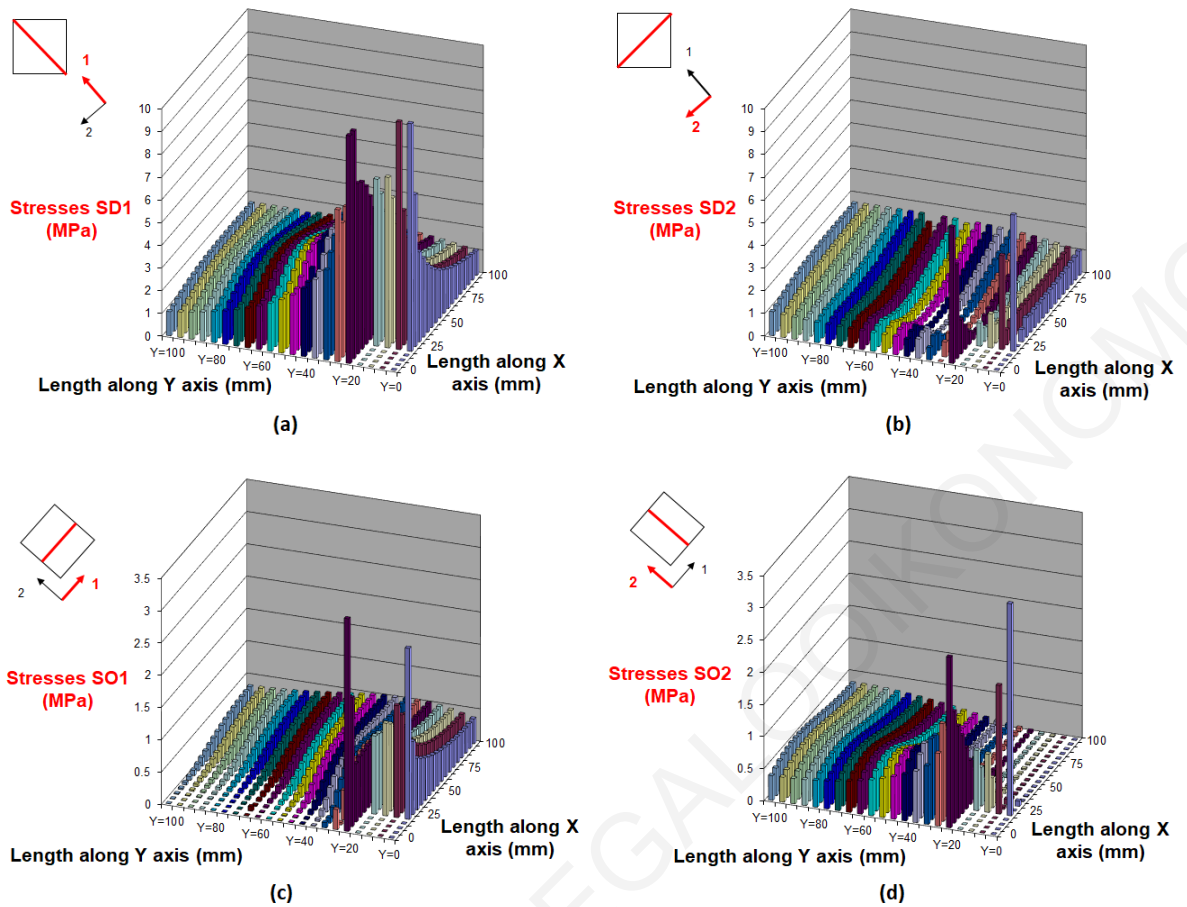 1
2
Stresses SD1
(MPa)
10
9
8
7
6
5
4
3
2
1
0
Y=100
Y=80
Y=60
Y=40
Y=20
Y=0
0
25
50
75
100
Length along Y axis (mm)
Length along X
axis (mm)
(a)
1
2
Stresses SD2
(MPa)
10
9
8
7
6
5
4
3
2
1
0
Y=100
Y=80
Y=60
Y=40
Y=20
Y=0
0
25
50
75
100
Length along Y axis (mm)
Length along X
axis (mm)
(b)
2
1
Stresses SO1
(MPa)
3.5
3
2.5
2
1.5
1
0.5
0
Y=100
Y=80
Y=60
Y=40
Y=20
Y=0
0
25
50
75
100
Length along Y axis (mm)
Length along X
axis (mm)
(c)
2
1
Stresses SO2
(MPa)
3.5
3
2.5
2
1.5
1
0.5
0
Y=100
Y=80
Y=60
Y=40
Y=20
Y=0
0
25
50
75
100
Length along Y axis (mm)
Length along X
axis (mm)
(d)